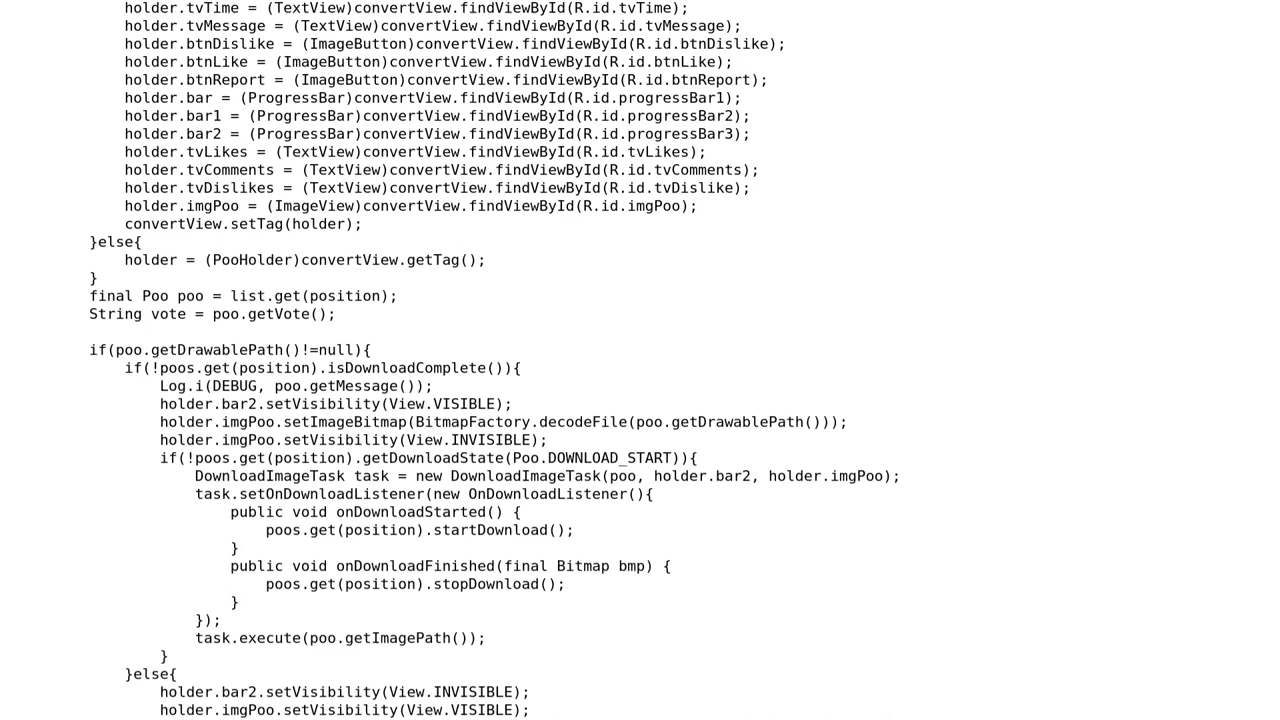 holder.tvTime = (TextView)convertView.findViewById(R.id.tvTime);
holder.tvMessage = (TextView)convertView.findViewById(R.id.tvMessage);
holder.btnDislike = (ImageButton)convertView.findViewById(R.id.btnDislike);
holder.btnLike = (ImageButton)convertView.findViewById(R.id.btnLike);
holder.btnReport = (ImageButton)convertView.findViewById(R.id.btnReport);
holder.bar = (ProgressBar)convertView.findViewById(R.id.progressBar1);
holder.bar1 = (ProgressBar)convertView.findViewById(R.id.progressBar2);
holder.bar2 = (ProgressBar)convertView.findViewById(R.id.progressBar3);
holder.tvLikes = (TextView)convertView.findViewById(R.id.tvLikes);
holder.tvComments = (TextView)convertView.findViewById(R.id.tvComments);
holder.tvDislikes = (TextView)convertView.findViewById(R.id.tvDislike);
holder.imgPoo = (ImageView)convertView.findViewById(R.id.imgPoo);
convertView.setTag(holder);
}else{
holder = (PooHolder)convertView.getTag();
}
final Poo poo = list.get(position);
String vote = poo.getVote();
if(poo.getDrawablePath()!=null){
if(!poos.get(position).isDownloadComplete()){
Log.i(DEBUG, poo.getMessage());
holder.bar2.setVisibility(View.VISIBLE);
holder.imgPoo.setImageBitmap(BitmapFactory.decodeFile(poo.getDrawablePath()));
holder.imgPoo.setVisibility(View.INVISIBLE);
if(!poos.get(position).getDownloadState(Poo.DOWNLOAD_START)){
DownloadImageTask task = new DownloadImageTask(poo, holder.bar2, holder.imgPoo);
task.setOnDownloadListener(new OnDownloadListener(){
public void onDownloadStarted() {
poos.get(position).startDownload();
}
public void onDownloadFinished(final Bitmap bmp) {
poos.get(position).stopDownload();
}
});
task.execute(poo.getImagePath());
}
}else{
holder.bar2.setVisibility(View.INVISIBLE);
holder.imgPoo.setVisibility(View.VISIBLE);